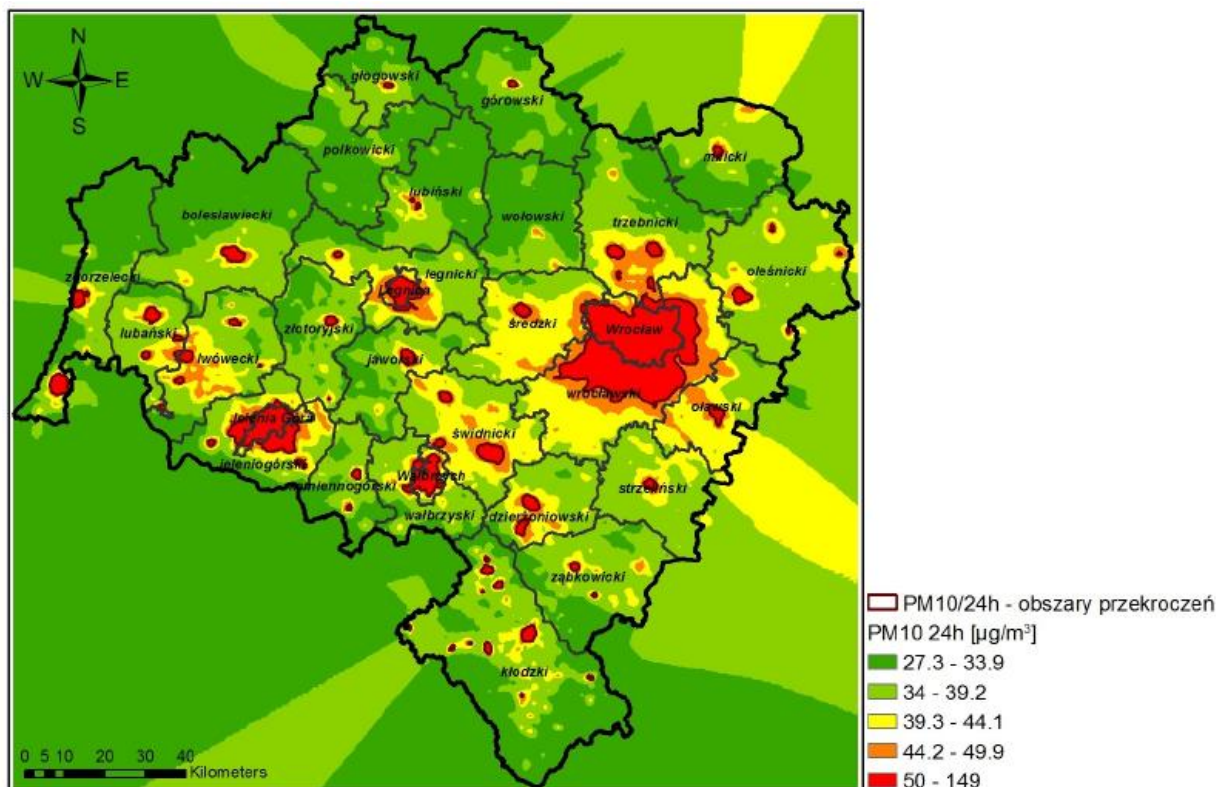 N
W E
S
głogowski
górowski
polkowicki
milicki
lubiński
bolesławiecki
wołowski
trzebnicki
zgorzelecki
legnicki
oleśnicki
Legnica
lubański
złotoryjski
średzki
Wrocław
lwówecki
jaworski
wrocławski
oławski
Jelenia Góra
świdnicki
jeleniogórski
Wałbrzych
kamiennogórski
strzeliński
wałbrzyski
dzierżoniowski
ząbkowicki
kłodzki
0 5 10 20 30 40
Kilometers
PM10/24h - obszary przekroczeń
PM10 24h [µg/m³]
27.3 - 33.9
34 - 39.2
39.3 - 44.1
44.2 - 49.9
50 - 149